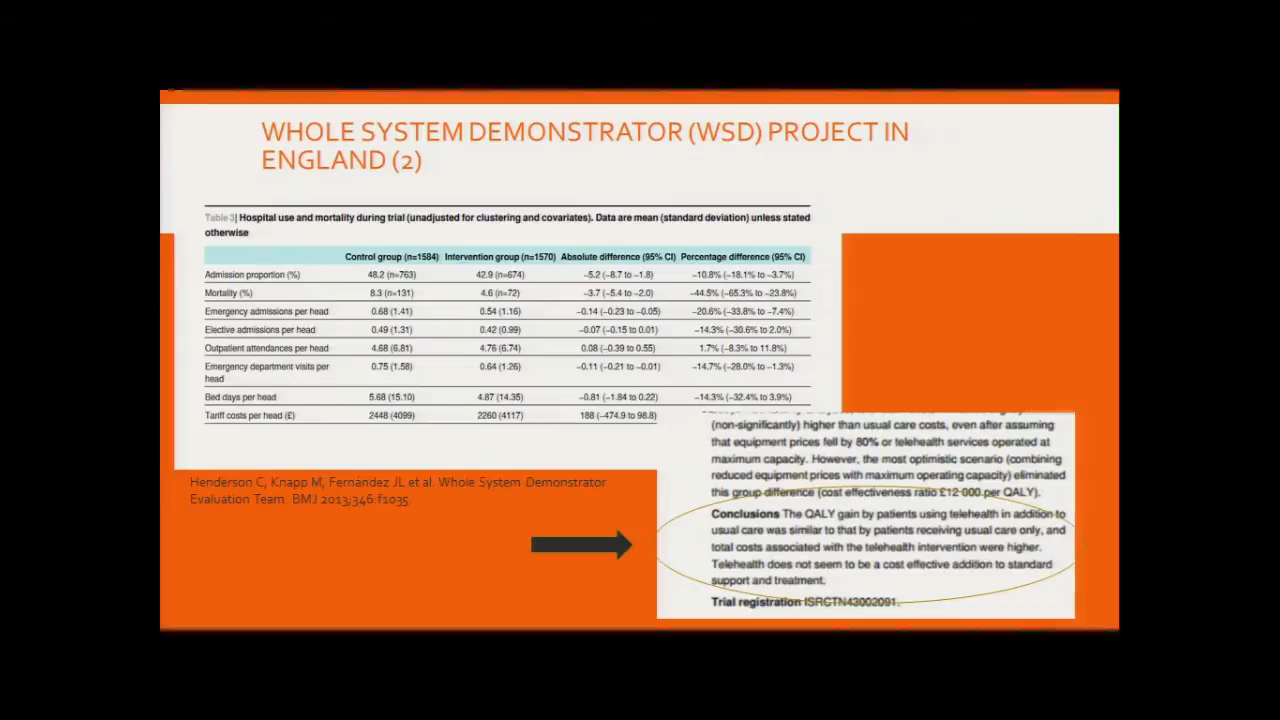 WHOLE SYSTEM DEMONSTRATOR (WSD) PROJECT IN
ENGLAND (2)
Table 3| Hospital use and mortality during trial (unadjusted for clustering and covariates). Data are mean (standard deviation) unless stated
otherwise
Control group (n=1584) Intervention group (n=1570) Absolute difference (95% CI) Percentage difference (95% CI)
Admission proportion (%) 48.2 (n=763) 42.9 (n=674) −5.2 (−8.7 to −1.8) −10.8% (−18.1% to −3.7%)
Mortality (%) 8.3 (n=131) 4.6 (n=72) −3.7 (−5.4 to −2.0) −44.5% (−65.3% to −23.8%)
Emergency admissions per head 0.68 (1.41) 0.54 (1.16) −0.14 (−0.23 to −0.05) −20.6% (−33.8% to −7.4%)
Elective admissions per head 0.49 (1.31) 0.42 (0.99) −0.07 (−0.15 to 0.01) −14.3% (−30.6% to 2.0%)
Outpatient attendances per head 4.68 (6.81) 4.76 (6.74) 0.08 (−0.39 to 0.55) 1.7% (−8.3% to 11.8%)
Emergency department visits per 0.75 (1.58) 0.64 (1.26) −0.11 (−0.21 to −0.01) −14.7% (−28.0% to −1.3%)
head
Bed days per head 5.68 (15.10) 4.87 (14.35) −0.81 (−1.84 to 0.22) −14.3% (−32.4% to 3.9%)
Tariff costs per head (£) 2448 (4099) 2260 (4117) 188 (−474.9 to 98.8)
(non-significantly) higher than usual care costs, even after assuming
that equipment prices fell by 80% or telehealth services operated at
maximum capacity. However, the most optimistic scenario (combining
reduced equipment prices with maximum operating capacity) eliminated
this group difference (cost effectiveness ratio £12 000 per QALY).
Conclusions The QALY gain by patients using telehealth in addition to
usual care was similar to that by patients receiving usual care only, and
total costs associated with the telehealth intervention were higher.
Telehealth does not seem to be a cost effective addition to standard
support and treatment.
Trial registration ISRCTN43002091.
Henderson C, Knapp M, Fernández JL et al. Whole System Demonstrator
Evaluation Team. BMJ 2013;346:f1035.